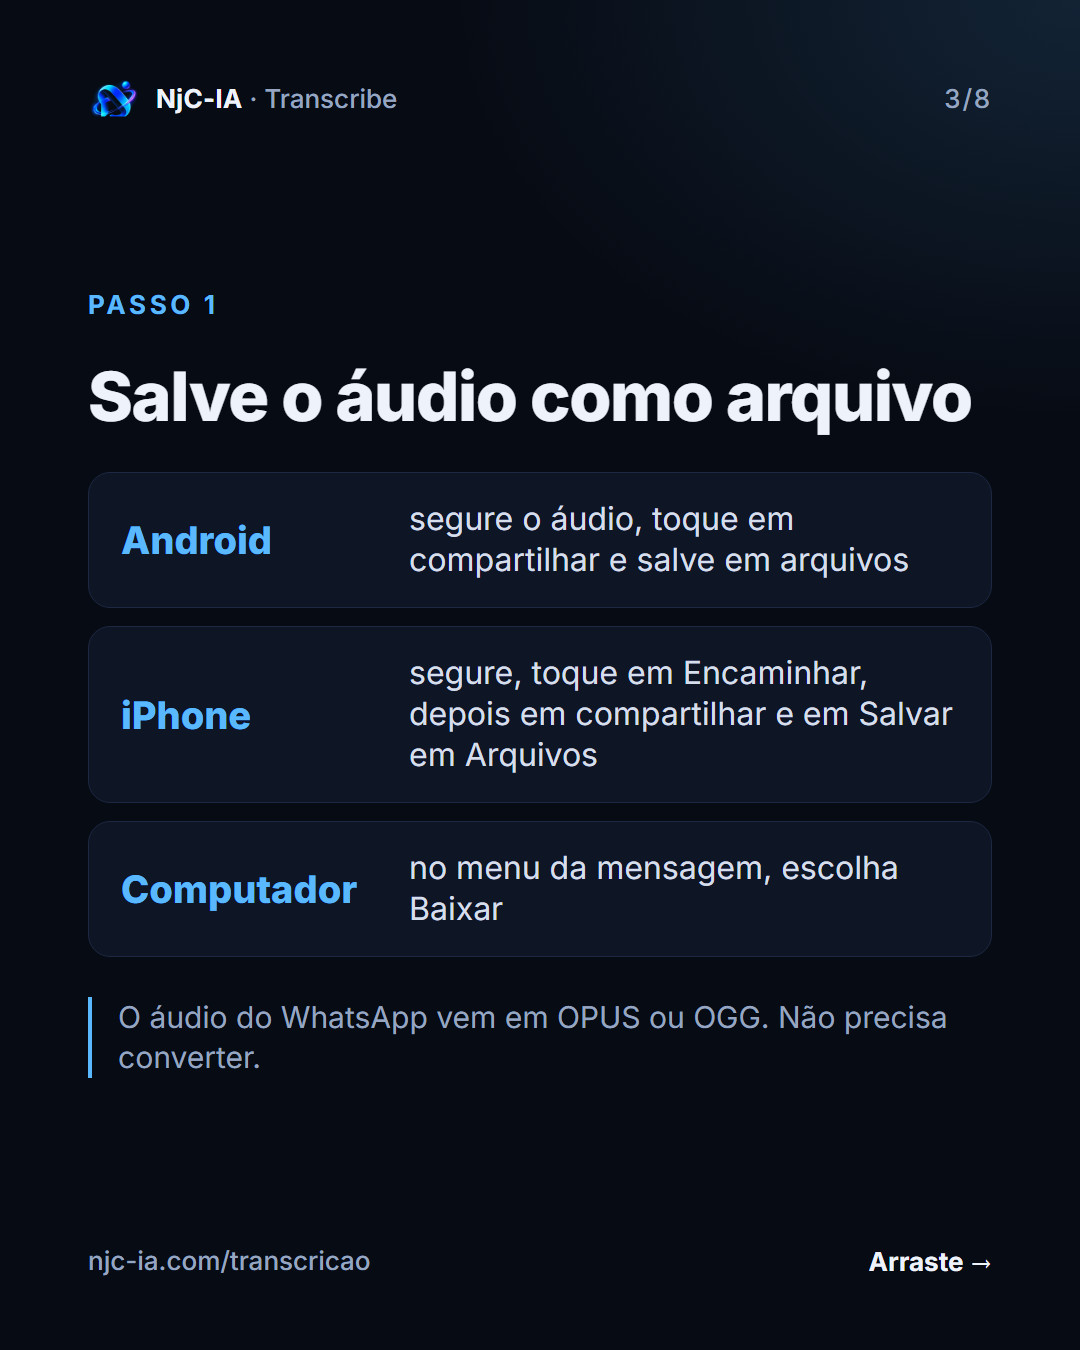 NjC-IA · Transcribe
3/8
PASSO 1
Salve o áudio como arquivo
Android
segure o áudio, toque em
compartilhar e salve em arquivos
iPhone
segure, toque em Encaminhar,
depois em compartilhar e em Salvar
em Arquivos
Computador
no menu da mensagem, escolha
Baixar
O áudio do WhatsApp vem em OPUS ou OGG. Não precisa
converter.
njc-ia.com/transcricao
Arraste →